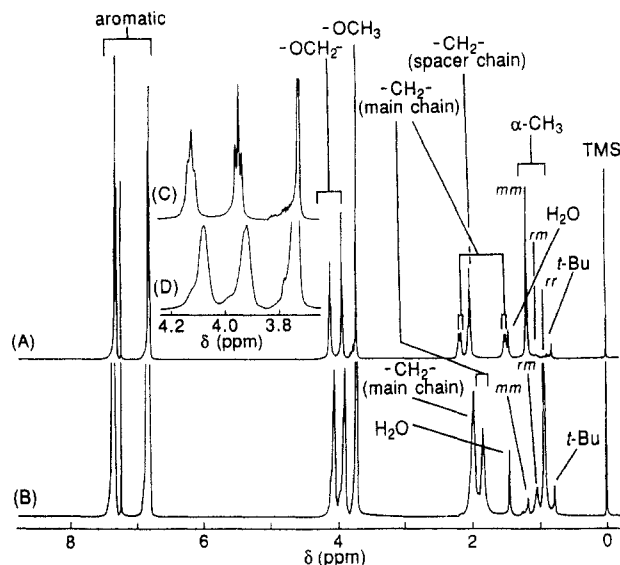 aromatic
-OCH2-
-OCH3
-CH2-
(spacer chain)
-CH2-
(main chain)
α-CH3
TMS
mm
H2O
rm
t-Bu
rr
(C)
(D)
4.2 4.0 3.8
δ (ppm)
(A)
-CH2-
(main chain)
mm
rm
H2O
t-Bu
(B)
8 6 4 2 0
δ (ppm)